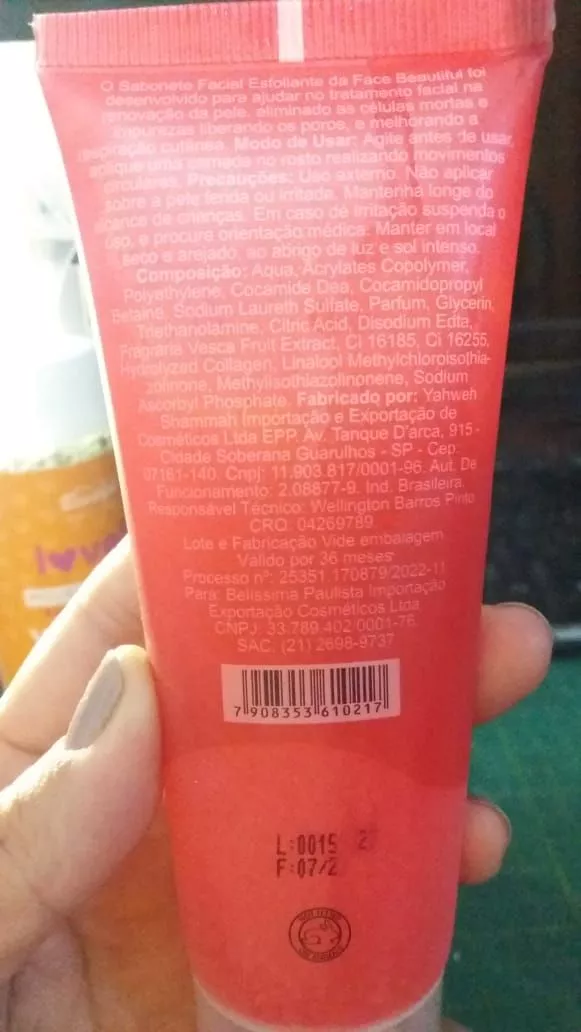 O Sabonete Facial Esfoliante da Face Beautiful foi
desenvolvido para ajudar no tratamento facial na
renovação da pele, eliminado as células mortas e
impurezas liberando os poros, e melhorando a
respiração cutânea. Modo de Usar: Agite antes de usar,
aplique uma camada no rosto realizando movimentos
circulares. Precauções: Uso externo. Não aplicar
sobre a pele ferida ou irritada. Mantenha longe do
alcance de crianças. Em caso de irritação suspenda o
uso, e procure orientação médica. Manter em local
seco e arejado, ao abrigo de luz e sol intenso.
Composição: Aqua, Acrylates Copolymer,
Polyethylene, Cocamide Dea, Cocamidopropyl
Betaine, Sodium Laureth Sulfate, Parfum, Glycerin,
Triethanolamine, Citric Acid, Disodium Edta,
Fragaria Vesca Fruit Extract, CI 16185, Ci 16255,
Hydrolyzed Collagen, Linalool Methylchloroisothia-
zolinone, Methylisothiazolinonene, Sodium
Ascorbyl Phosphate. Fabricado por: Yahweh
Shammah Importação e Exportação de
Cosméticos Ltda EPP. Av. Tanque D'arca, 915 -
Cidade Soberana Guarulhos - SP - Cep.
07161-140. Cnpj: 11.903.817/0001-96. Aut. De
Funcionamento: 2.08877-9. Ind. Brasileira.
Responsável Técnico: Wellington Barros Pinto
CRQ: 04269789
Lote e Fabricação Vide embalagem
Valido por 36 meses
Processo nº: 25351.170879/2022-11
Para: Belissima Paulista Importação
Exportação Cosméticos Ltda
CNPJ: 33.789.402.0001-76.
SAC: (21) 2698-9737
7 908353 610217
L:0015 2
F:07/2
love